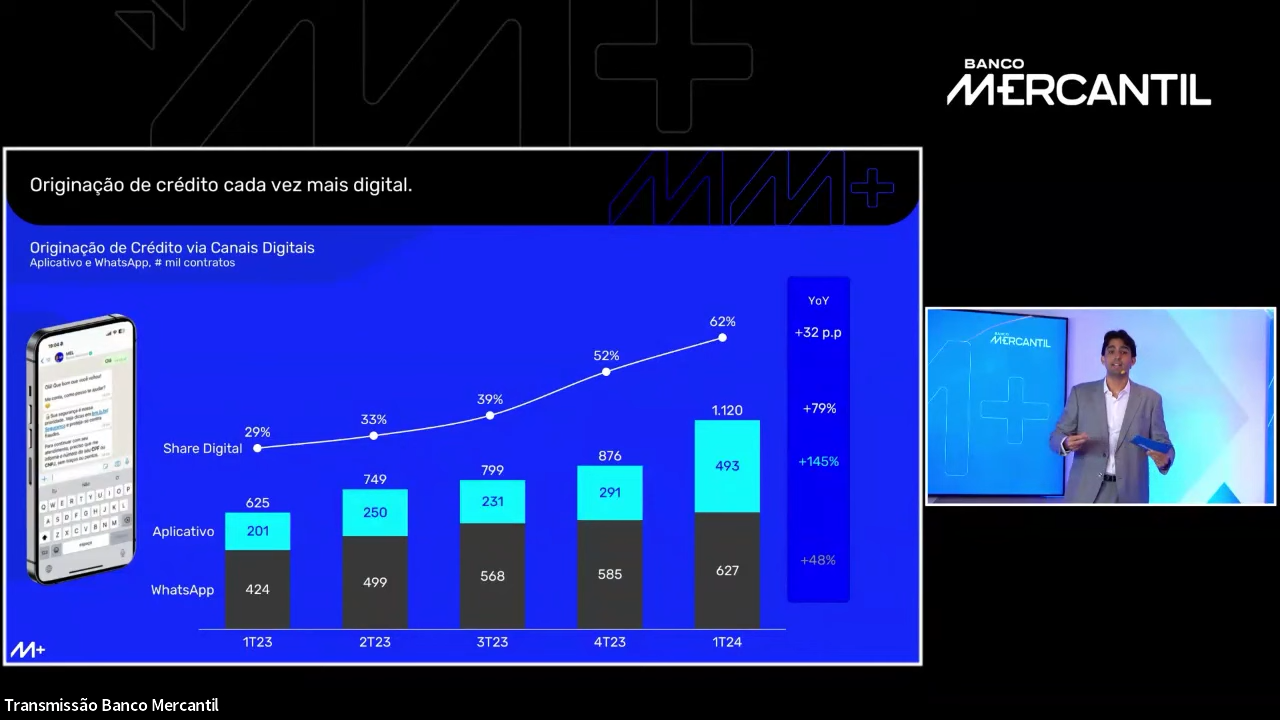 BANCO
MERCANTIL
Originação de crédito cada vez mais digital.
Originação de Crédito via Canais Digitais
Aplicativo e WhatsApp, # mil contratos
YoY
+32 p.p
+79%
+145%
+48%
Share Digital
29%
33%
39%
52%
62%
625
749
799
876
1.120
Aplicativo
201
250
231
291
493
WhatsApp
424
499
568
585
627
1T23
2T23
3T23
4T23
1T24
M+
BANCO
MERCANTIL
Transmissão Banco Mercantil